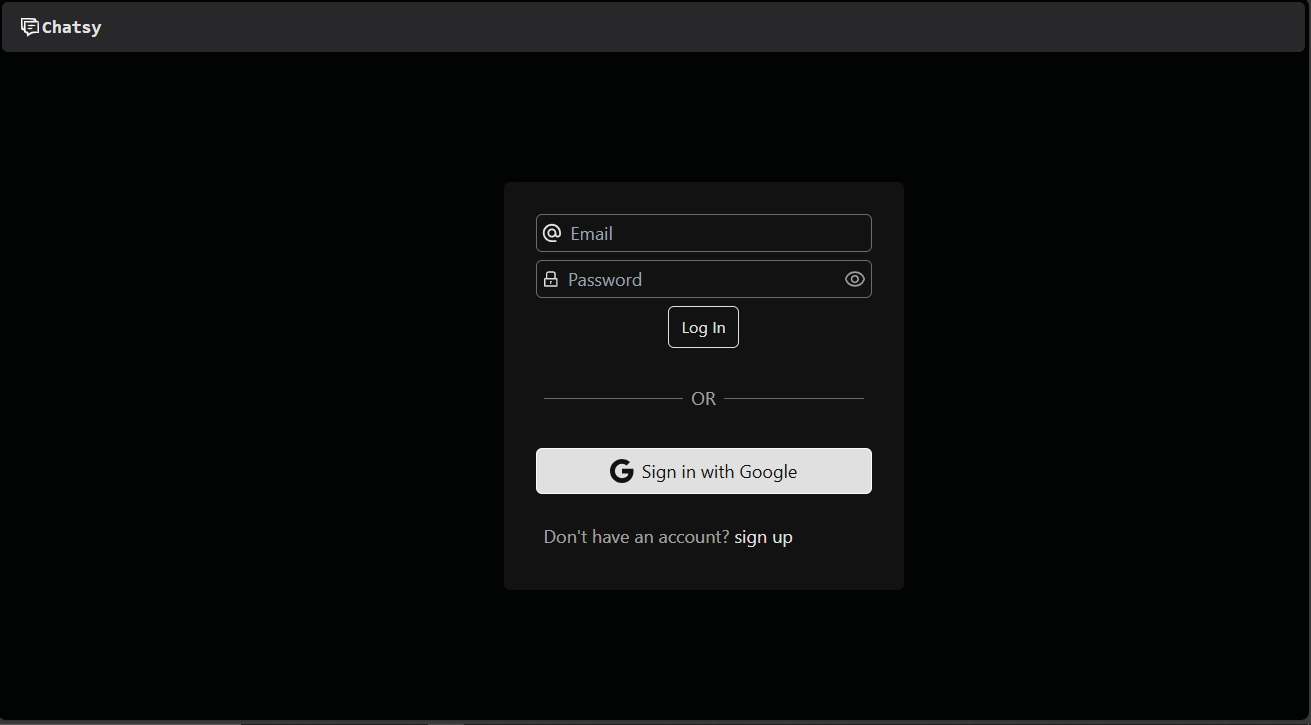 Chatsy
Email
Password
Log In
OR
Sign in with Google
Don't have an account? sign up